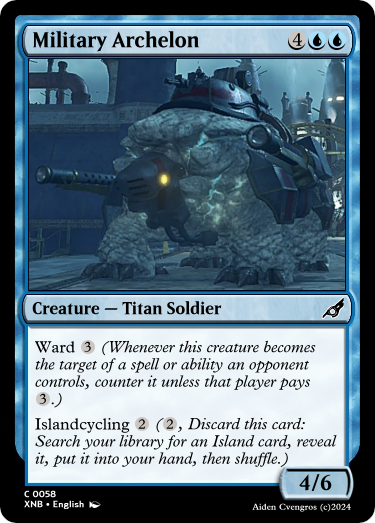 Military Archelon 4
Creature — Titan Soldier
Ward 3 (Whenever this creature becomes
the target of a spell or ability an opponent
controls, counter it unless that player pays
3.)
Islandcycling 2 (2, Discard this card:
Search your library for an Island card, reveal
it, put it into your hand, then shuffle.)
4/6
C 0058
XNB • English
Aiden Cvengros (c)2024